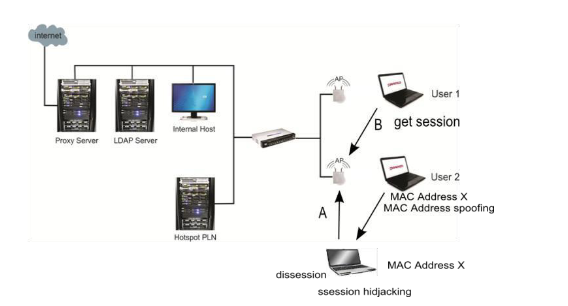 internet
AP
User 1
B get session
Proxy Server
LDAP Server
Internal Host
AP
User 2
MAC Address X
MAC Address spoofing
A
Hotspot PLN
MAC Address X
dissession
ssession hidjacking